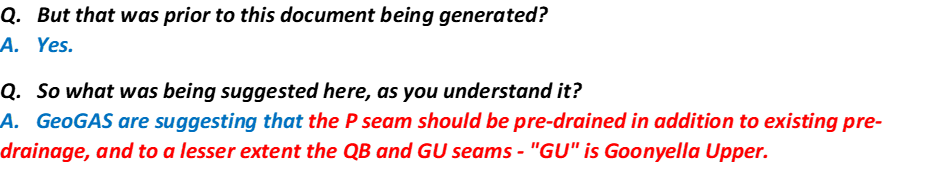 Q. But that was prior to this document being generated?
A. Yes.
Q. So what was being suggested here, as you understand it?
A. GeoGAS are suggesting that the P seam should be pre-drained in addition to existing pre-
drainage, and to a lesser extent the QB and GU seams - "GU" is Goonyella Upper.